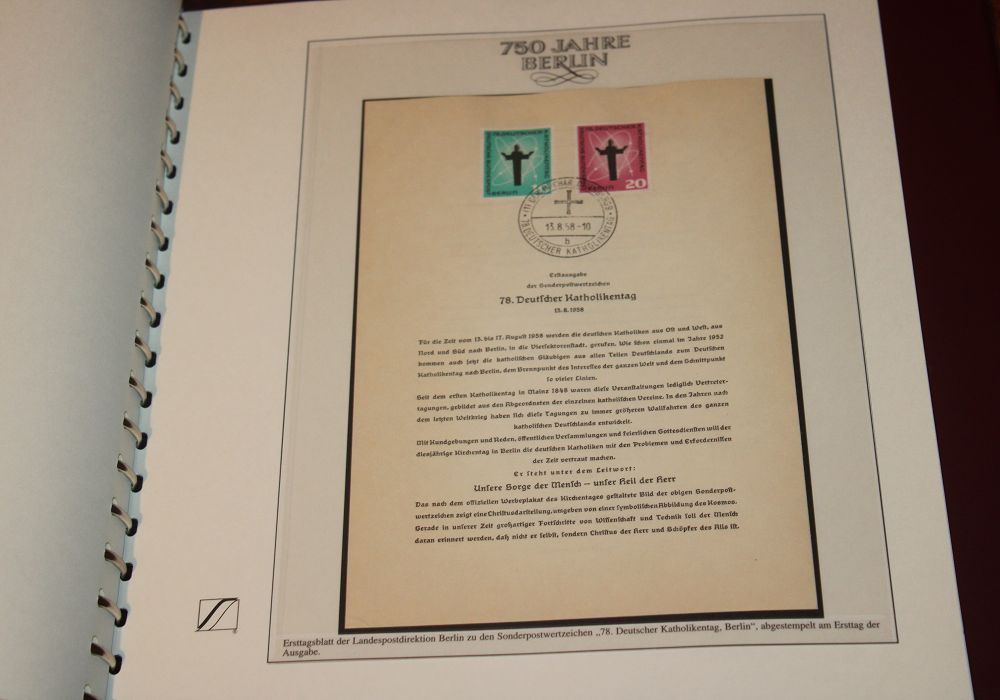 750 JAHRE
BERLIN
78. DEUTSCHER KATHOLIKENTAG
BERLIN
10
78. DEUTSCHER KATHOLIKENTAG
BERLIN
20
13.8.58-10
b
78. DEUTSCHER KATHOLIKENTAG
Erstausgabe
der Sonderpostwertzeichen
78. Deutscher Katholikentag
13.8.1958
Für die Zeit vom 13. bis 17. August 1958 werden die deutschen Katholiken aus Ost und West, aus
Nord und Süd nach Berlin, in die Viersektorenstadt, gerufen. Wie schon einmal im Jahre 1952
kommen auch jetzt die katholischen Gläubigen aus allen Teilen Deutschlands zum Deutschen
Katholikentag nach Berlin, dem Brennpunkt des Interesses der ganzen Welt und dem Schnittpunkt
so vieler Linien.
Seit dem ersten Katholikentag in Mainz 1848 waren diese Veranstaltungen lediglich Vertreter-
tagungen, gebildet aus den Abgeordneten der einzelnen katholischen Vereine. In den Jahren nach
dem letzten Weltkrieg haben sich diese Tagungen zu immer größeren Wallfahrten des ganzen
katholischen Deutschlands entwickelt.
Mit Kundgebungen und Reden, öffentlichen Versammlungen und feierlichen Gottesdiensten will der
diesjährige Kirchentag in Berlin die deutschen Katholiken mit den Problemen und Erfordernissen
der Zeit vertraut machen.
Er steht unter dem Leitwort:
Unsere Sorge der Mensch – unser Heil der Herr
Das nach dem offiziellen Werbeplakat des Kirchentages gestaltete Bild der obigen Sonderpost-
wertzeichen zeigt eine Christusdarstellung, umgeben von einer symbolischen Abbildung des Kosmos.
Gerade in unserer Zeit großartiger Fortschritte von Wissenschaft und Technik soll der Mensch
daran erinnert werden, daß nicht er selbst, sondern Christus der Herr und Schöpfer des Alls ist.
Ersttagsblatt der Landespostdirektion Berlin zu den Sonderpostwertzeichen „78. Deutscher Katholikentag, Berlin“, abgestempelt am Ersttag der
Ausgabe.